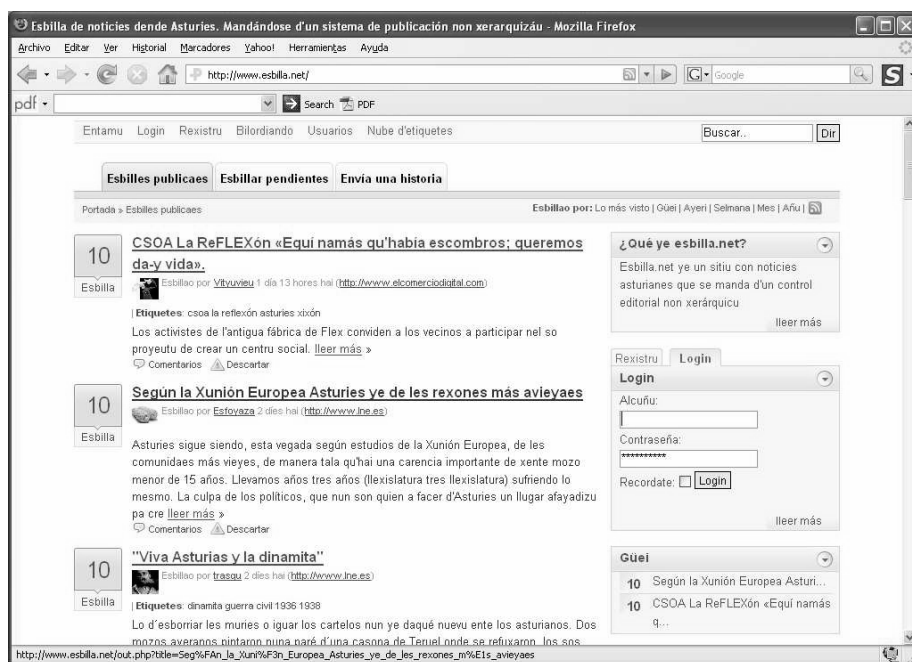 Esbilla de noticies dende Asturies. Mandándose d'un sistema de publicación non xerarquizáu - Mozilla Firefox
Archivo Editar Ver Historial Marcadores Yahoo! Herramientas Ayuda
http://www.esbilla.net/ G Google S
pdf Search PDF
Entamu Login Rexistru Bilordiando Usuarios Nube d'etiquetes Buscar.. Dir
Esbilles publicaes Esbillar pendientes Envía una historia
Portada » Esbilles publicaes Esbillao por: Lo más visto | Güei | Ayeri | Selmana | Mes | Añu |
10 Esbilla
CSOA La ReFLEXón «Equí namás qu'había escombros; queremos
da-y vida».
Esbillao por Vityuvieu 1 día 13 hores hai (http://www.elcomerciodigital.com)
| Etiquetes: csoa la reflexón asturies xixón
Los activistes de l'antigua fábrica de Flex conviden a los vecinos a participar nel so
proyeutu de crear un centru social. lleer más »
Comentarios Descartar
10 Esbilla
Según la Xunión Europea Asturies ye de les rexones más avieyaes
Esbillao por Esfoyaza 2 díes hai (http://www.lne.es)
Asturies sigue siendo, esta vegada según estudios de la Xunión Europea, de les
comunidaes más vieyes, de manera tala qu'hai una carencia importante de xente mozo
menor de 15 años. Llevamos años tres años (llexislatura tres llexislatura) sufriendo lo
mesmo. La culpa de los políticos, que nun son quien a facer d'Asturies un llugar afayadizu
pa cre lleer más »
Comentarios Descartar
10 Esbilla
"Viva Asturias y la dinamita"
Esbillao por trasgu 2 díes hai (http://www.lne.es)
| Etiquetes: dinamita guerra civil 1936 1938
Lo d'esborriar les muries o iguar los cartelos nun ye daqué nuevu ente los asturianos. Dos
mozos averanos pintaron nuna paré d'una casona de Teruel onde se refuxaron, los sos
¿Qué ye esbilla.net?
Esbilla.net ye un sitiu con noticies
asturianes que se manda d'un control
editorial non xerárquicu
lleer más
Rexistru Login
Login
Alcuñu:
Contraseña:
**********
Recordate: Login
lleer más
Güei
10 Según la Xunión Europea Asturi...
10 CSOA La ReFLEXón «Equí namás
q...
http://www.esbilla.net/out.php?title=Seg%FAn_la_Xuni%F3n_Europea_Asturies_ye_de_les_rexones_m%E1s_avieyaes